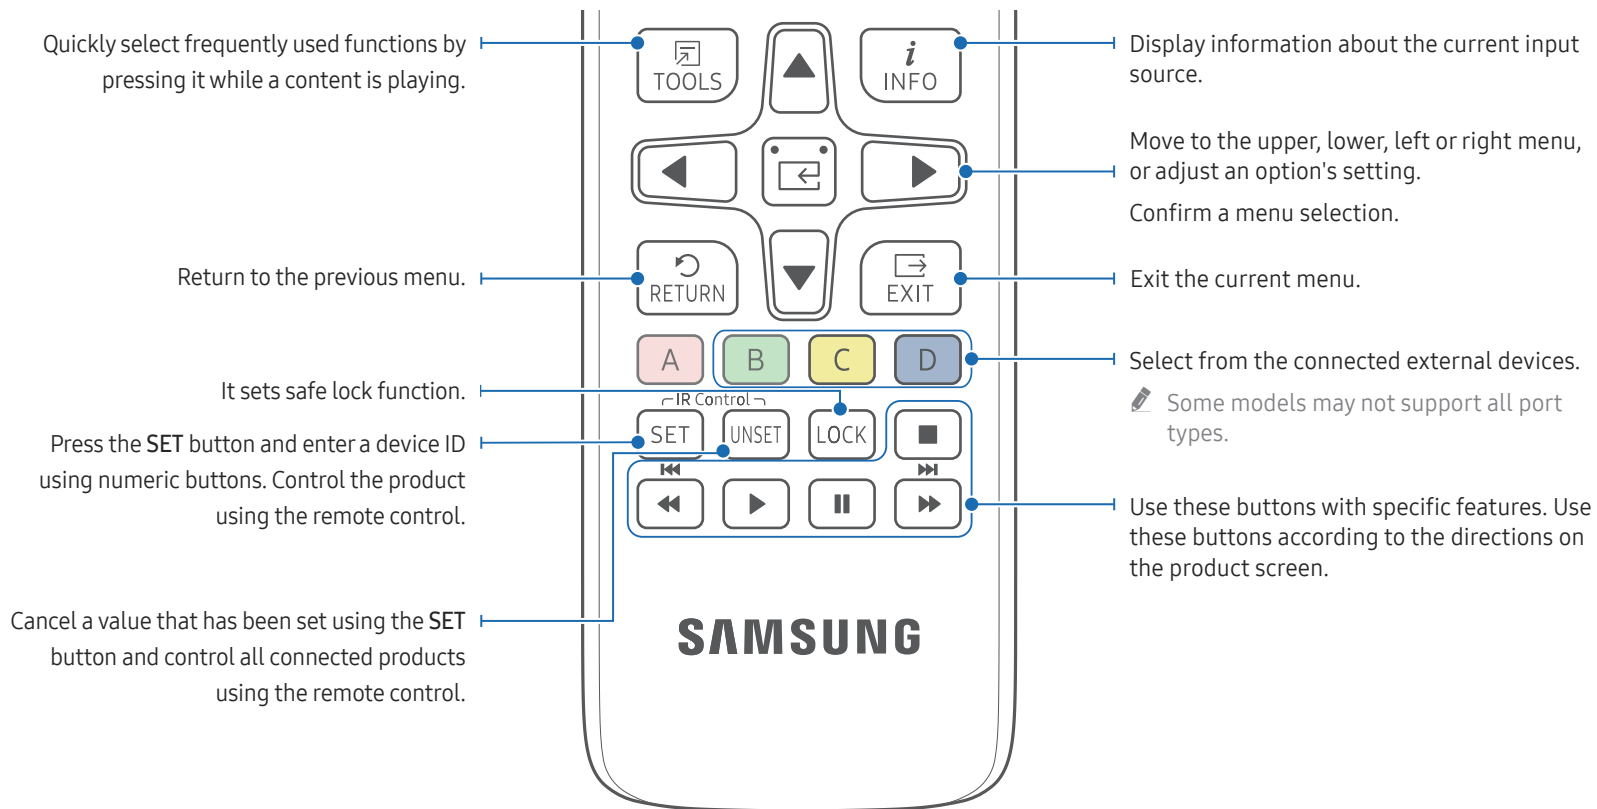 Quickly select frequently used functions by
pressing it while a content is playing.
TOOLS
i
INFO
Display information about the current input
source.
Move to the upper, lower, left or right menu,
or adjust an option's setting.
Confirm a menu selection.
Return to the previous menu.
RETURN
EXIT
Exit the current menu.
A
B
C
D
Select from the connected external devices.
Some models may not support all port
types.
It sets safe lock function.
IR Control
SET
UNSET
LOCK
Press the SET button and enter a device ID
using numeric buttons. Control the product
using the remote control.
Use these buttons with specific features. Use
these buttons according to the directions on
the product screen.
Cancel a value that has been set using the SET
button and control all connected products
using the remote control.
SAMSUNG